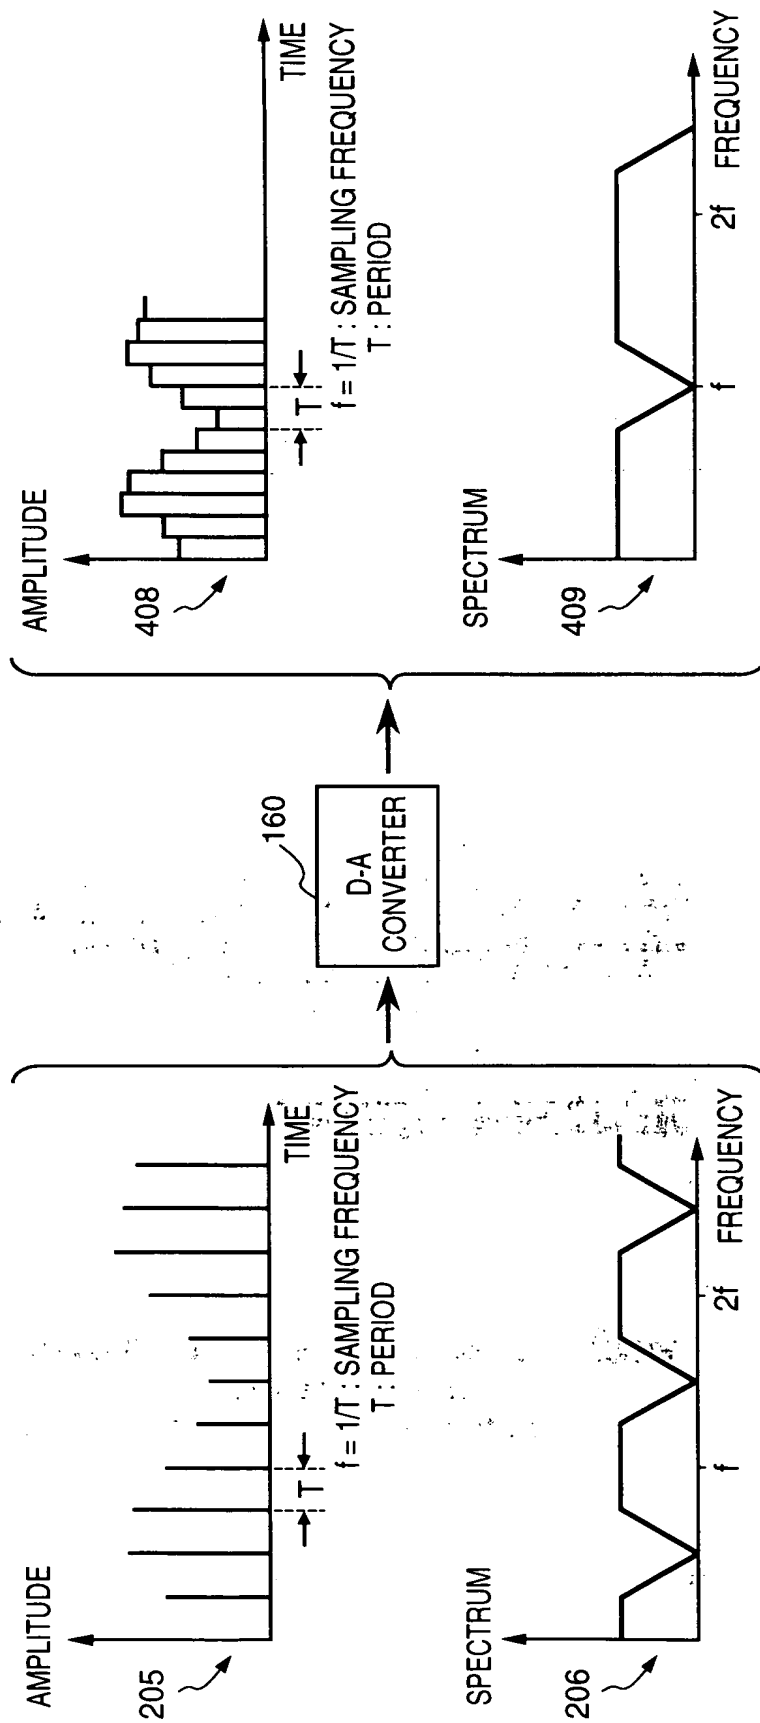 AMPLITUDE
205
T
TIME
f = 1/T : SAMPLING FREQUENCY
T : PERIOD
SPECTRUM
206
f
2f
FREQUENCY
160
D-A
CONVERTER
AMPLITUDE
408
T
TIME
f = 1/T : SAMPLING FREQUENCY
T : PERIOD
SPECTRUM
409
f
2f
FREQUENCY